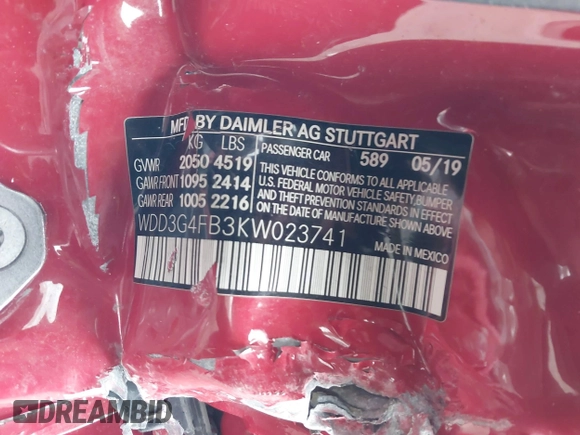 MFD BY DAIMLER AG STUTTGART
KG LBS
GVWR 2050 4519
GAWR FRONT 1095 2414
GAWR REAR 1005 2216
PASSENGER CAR 589 05/19
THIS VEHICLE CONFORMS TO ALL APPLICABLE
U.S. FEDERAL MOTOR VEHICLE SAFETY, BUMPER
AND THEFT PREVENTION STANDARDS IN EFFECT
ON THE DATE OF MANUFACTURE SHOWN ABOVE.
WDD3G4FB3KW023741
MADE IN MEXICO
DREAMBID